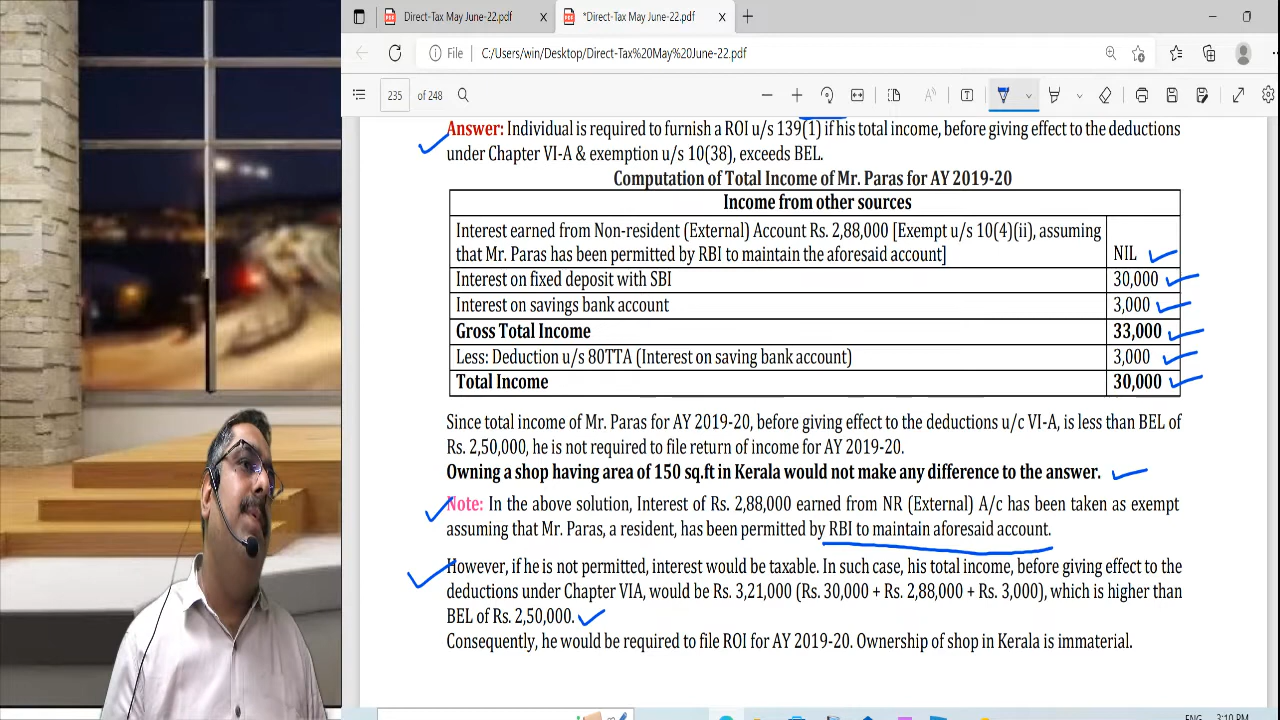 Direct-Tax May June-22.pdf
*Direct-Tax May June-22.pdf
File C:/Users/win/Desktop/Direct-Tax%20May%20June-22.pdf
235 of 248
Answer: Individual is required to furnish a ROI u/s 139(1) if his total income, before giving effect to the deductions
under Chapter VI-A & exemption u/s 10(38), exceeds BEL.
Computation of Total Income of Mr. Paras for AY 2019-20
Income from other sources
Interest earned from Non-resident (External) Account Rs. 2,88,000 [Exempt u/s 10(4)(ii), assuming
that Mr. Paras has been permitted by RBI to maintain the aforesaid account] NIL
Interest on fixed deposit with SBI 30,000
Interest on savings bank account 3,000
Gross Total Income 33,000
Less: Deduction u/s 80TTA (Interest on saving bank account) 3,000
Total Income 30,000
Since total income of Mr. Paras for AY 2019-20, before giving effect to the deductions u/c VI-A, is less than BEL of
Rs. 2,50,000, he is not required to file return of income for AY 2019-20.
Owning a shop having area of 150 sq.ft in Kerala would not make any difference to the answer.
Note: In the above solution, Interest of Rs. 2,88,000 earned from NR (External) A/c has been taken as exempt
assuming that Mr. Paras, a resident, has been permitted by RBI to maintain aforesaid account.
However, if he is not permitted, interest would be taxable. In such case, his total income, before giving effect to the
deductions under Chapter VIA, would be Rs. 3,21,000 (Rs. 30,000 + Rs. 2,88,000 + Rs. 3,000), which is higher than
BEL of Rs. 2,50,000.
Consequently, he would be required to file ROI for AY 2019-20. Ownership of shop in Kerala is immaterial.
3:10 PM